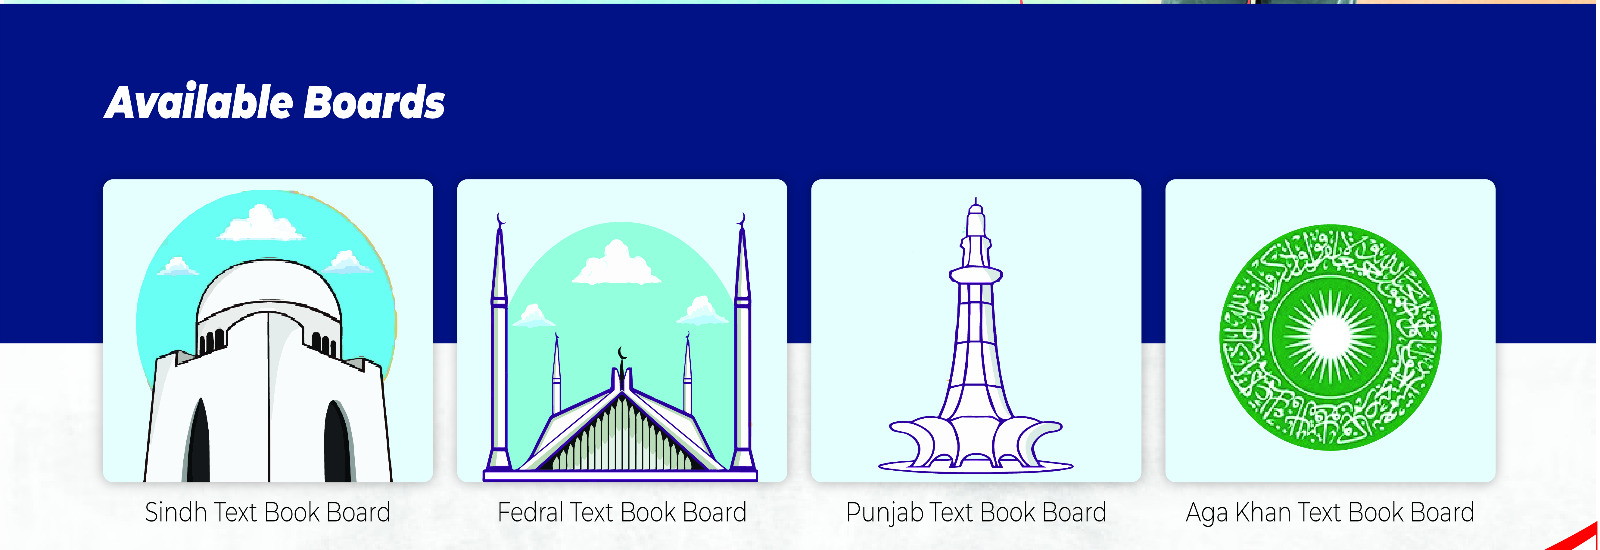 Available Boards
Sindh Text Book Board
Fedral Text Book Board
Punjab Text Book Board
Aga Khan Text Book Board